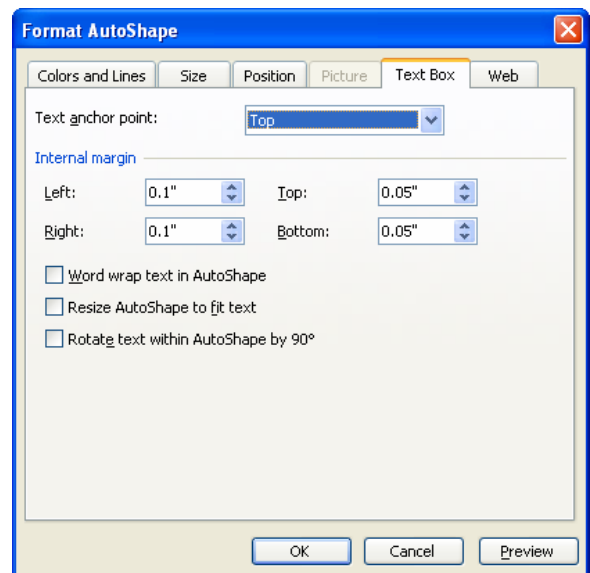 Format AutoShape
Colors and Lines Size Position Picture Text Box Web
Text anchor point: Top
Internal margin
Left: 0.1" Top: 0.05"
Right: 0.1" Bottom: 0.05"
Word wrap text in AutoShape
Resize AutoShape to fit text
Rotate text within AutoShape by 90°
OK Cancel Preview